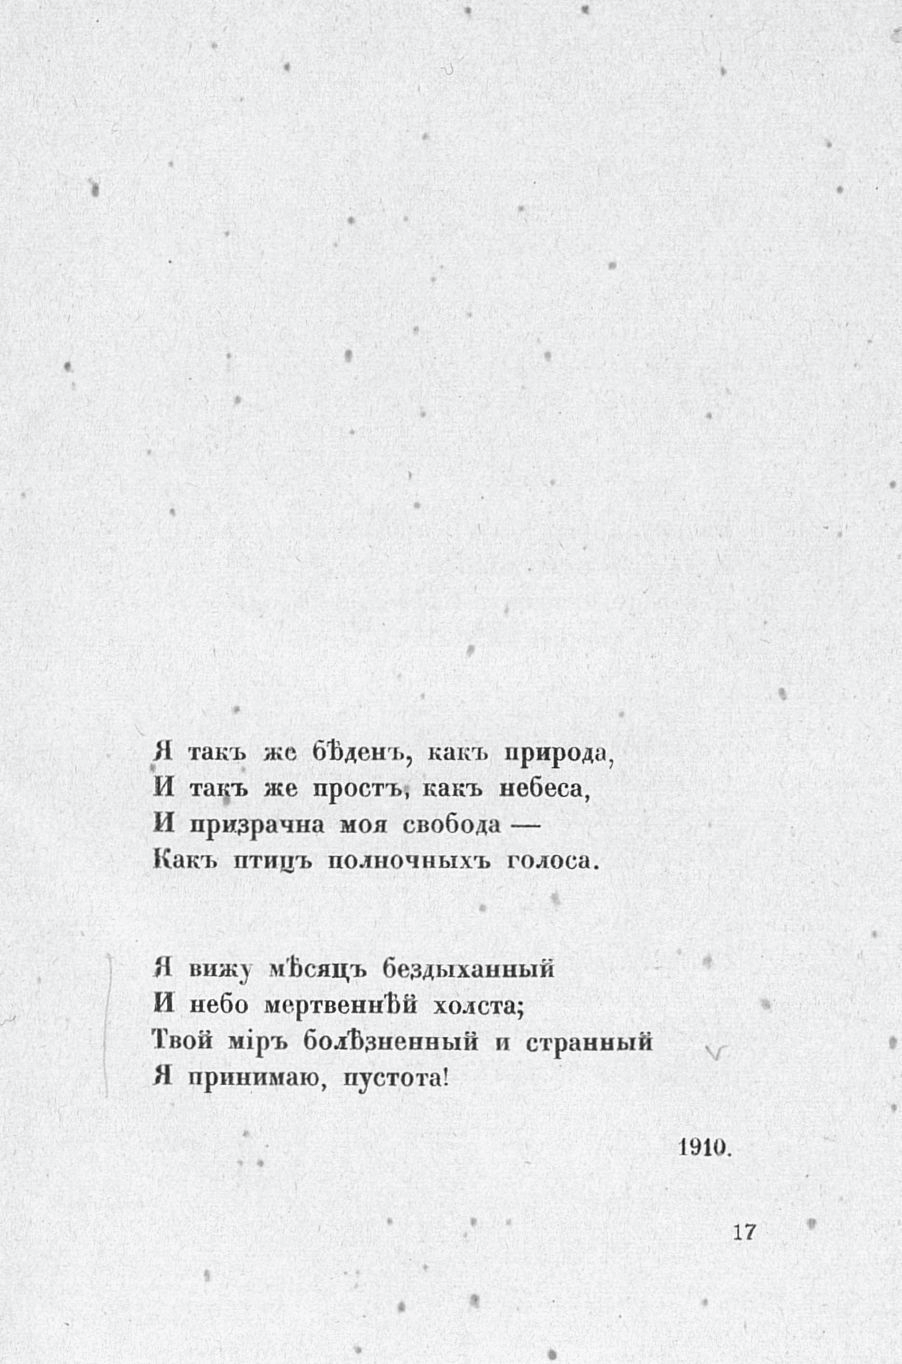 Я такъ же бѣденъ, какъ природа,
И такъ же простъ, какъ небеса,
И призрачна моя свобода —
Какъ птицъ полночныхъ голоса.
Я вижу мѣсяцъ бездыханный
И небо мертвеннѣй холста;
Твой міръ болѣзненный и странный
Я принимаю, пустота!
1910.
17